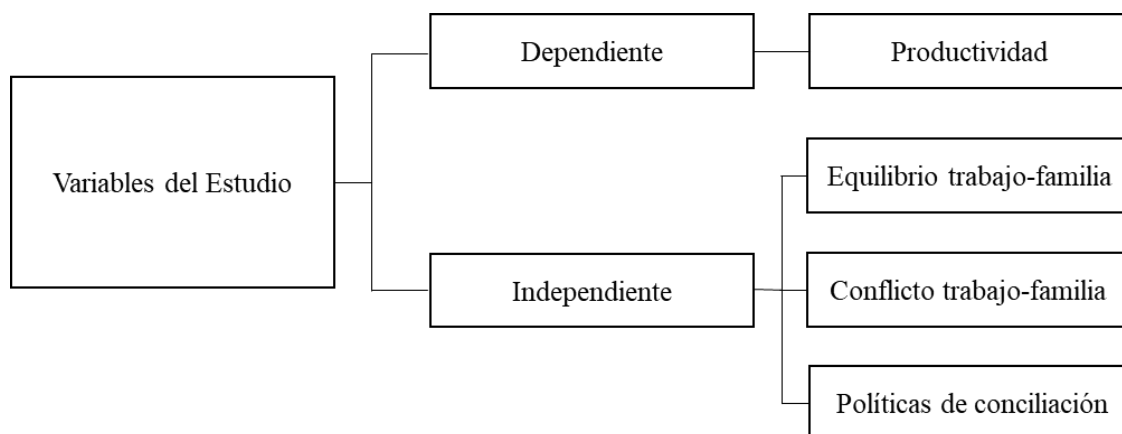 Variables del Estudio
Dependiente
Productividad
Independiente
Equilibrio trabajo-familia
Conflicto trabajo-familia
Políticas de conciliación